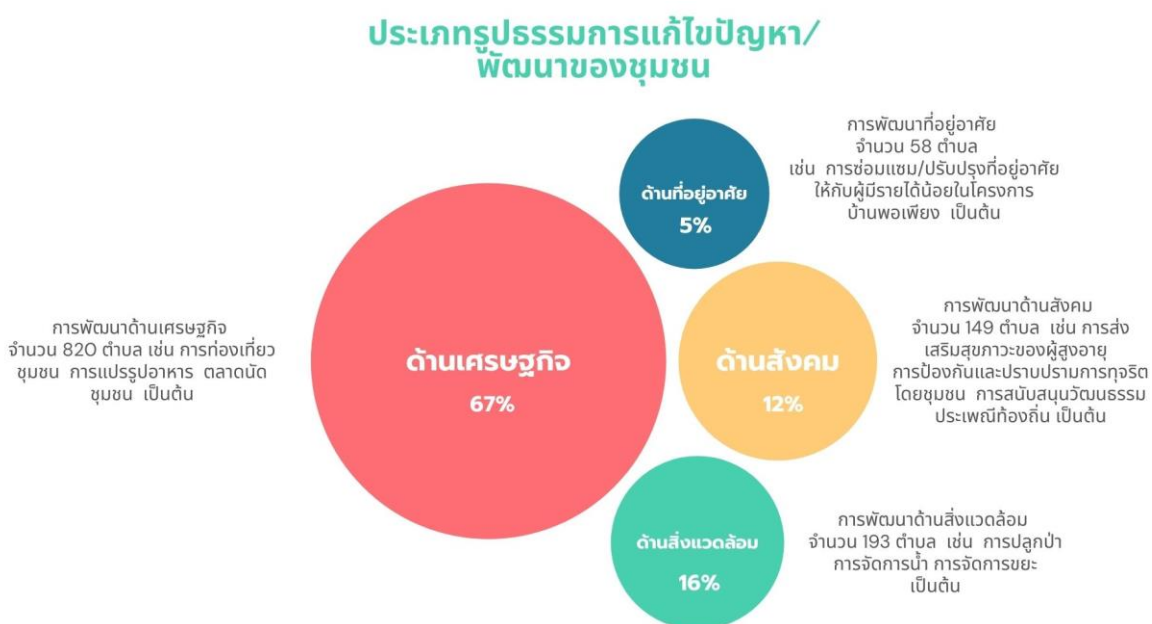 ประเภทรูปธรรมการแก้ไขปัญหา/
พัฒนาของชุมชน
การพัฒนาที่อยู่อาศัย
จำนวน 58 ตำบล
เช่น การซ่อมแซม/ปรับปรุงที่อยู่อาศัย
ให้กับผู้มีรายได้น้อยในโครงการ
บ้านพอเพียง เป็นต้น
ด้านที่อยู่อาศัย
5%
การพัฒนาด้านเศรษฐกิจ
จำนวน 820 ตำบล เช่น การท่องเที่ยว
ชุมชน การแปรรูปอาหาร ตลาดนัด
ชุมชน เป็นต้น
ด้านเศรษฐกิจ
67%
ด้านสังคม
12%
การพัฒนาด้านสังคม
จำนวน 149 ตำบล เช่น การส่ง
เสริมสุขภาวะของผู้สูงอายุ
การป้องกันและปราบปรามการทุจริต
โดยชุมชน การสนับสนุนวัฒนธรรม
ประเพณีท้องถิ่น เป็นต้น
ด้านสิ่งแวดล้อม
16%
การพัฒนาด้านสิ่งแวดล้อม
จำนวน 193 ตำบล เช่น การปลูกป่า
การจัดการน้ำ การจัดการขยะ
เป็นต้น